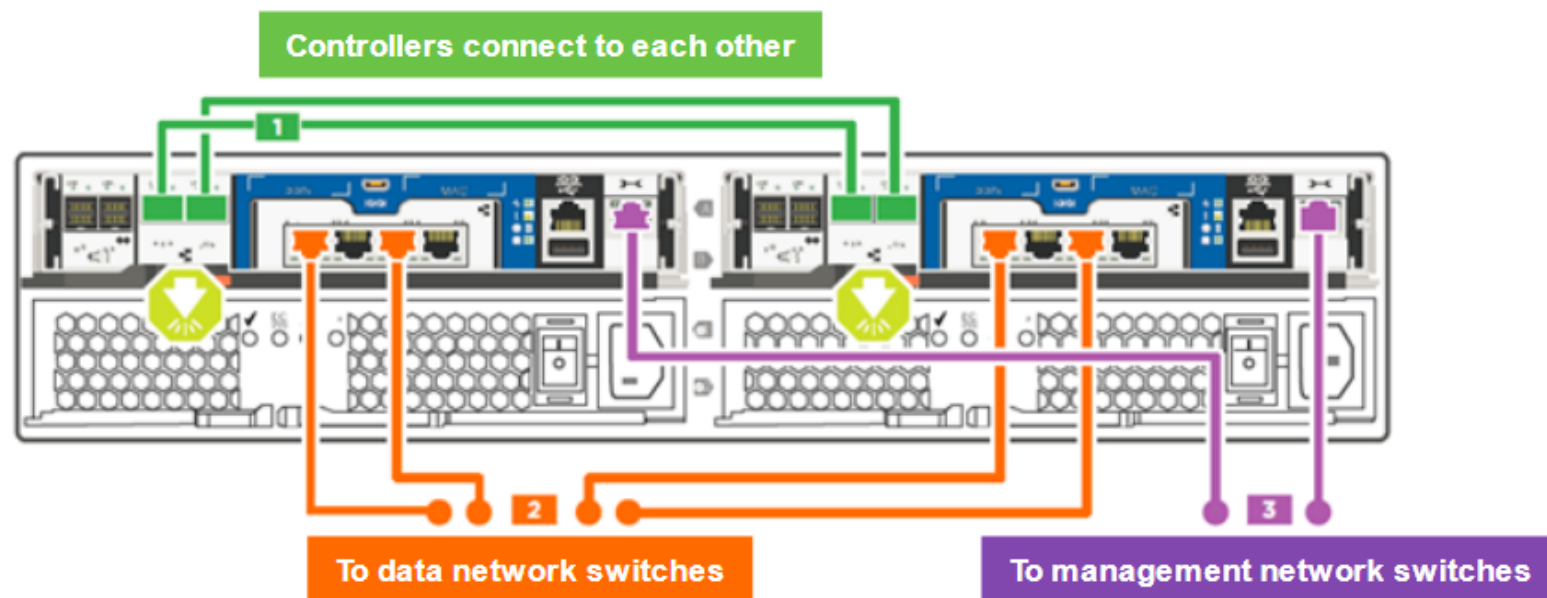 Controllers connect to each other
1
2
3
To data network switches
To management network switches